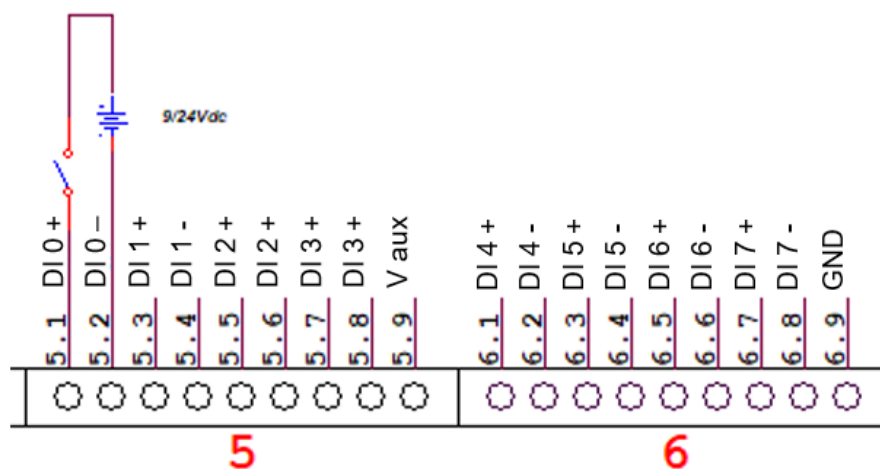 9/24Vdc
DI 0 +
DI 0 −
DI 1 +
DI 1 -
DI 2 +
DI 2 +
DI 3 +
DI 3 +
V aux
DI 4 +
DI 4 -
DI 5 +
DI 5 -
DI 6 +
DI 6 -
DI 7 +
DI 7 -
GND
5.1
5.2
5.3
5.4
5.5
5.6
5.7
5.8
5.9
6.1
6.2
6.3
6.4
6.5
6.6
6.7
6.8
6.9
5
6